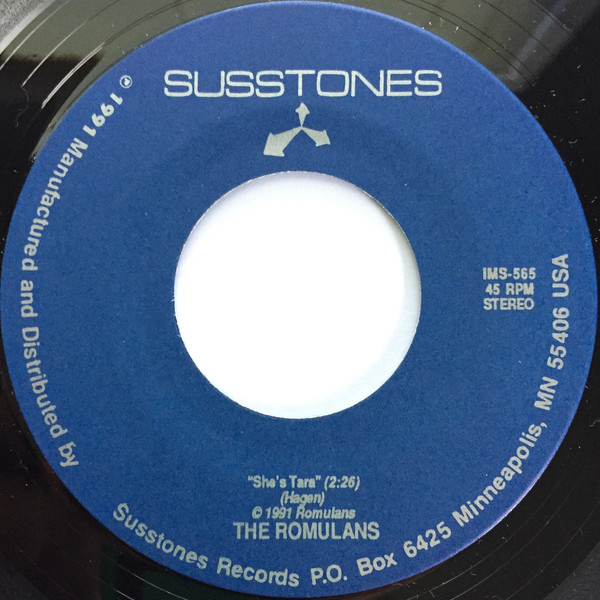 SUSSTONES
IMS-565
45 RPM
STEREO
"She's Tara" (2:26)
(Hagen)
© 1991 Romulans
THE ROMULANS
℗ 1991 Manufactured and Distributed by
Susstones Records P.O. Box 6425 Minneapolis, MN 55406 USA